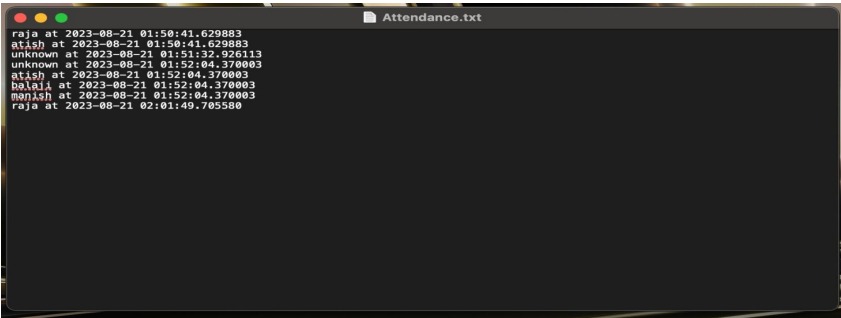 Attendance.txt
raja at 2023-08-21 01:50:41.629883
atish at 2023-08-21 01:50:41.629883
unknown at 2023-08-21 01:51:32.926113
unknown at 2023-08-21 01:52:04.370003
atish at 2023-08-21 01:52:04.370003
balaji at 2023-08-21 01:52:04.370003
manish at 2023-08-21 01:52:04.370003
raja at 2023-08-21 02:01:49.705580